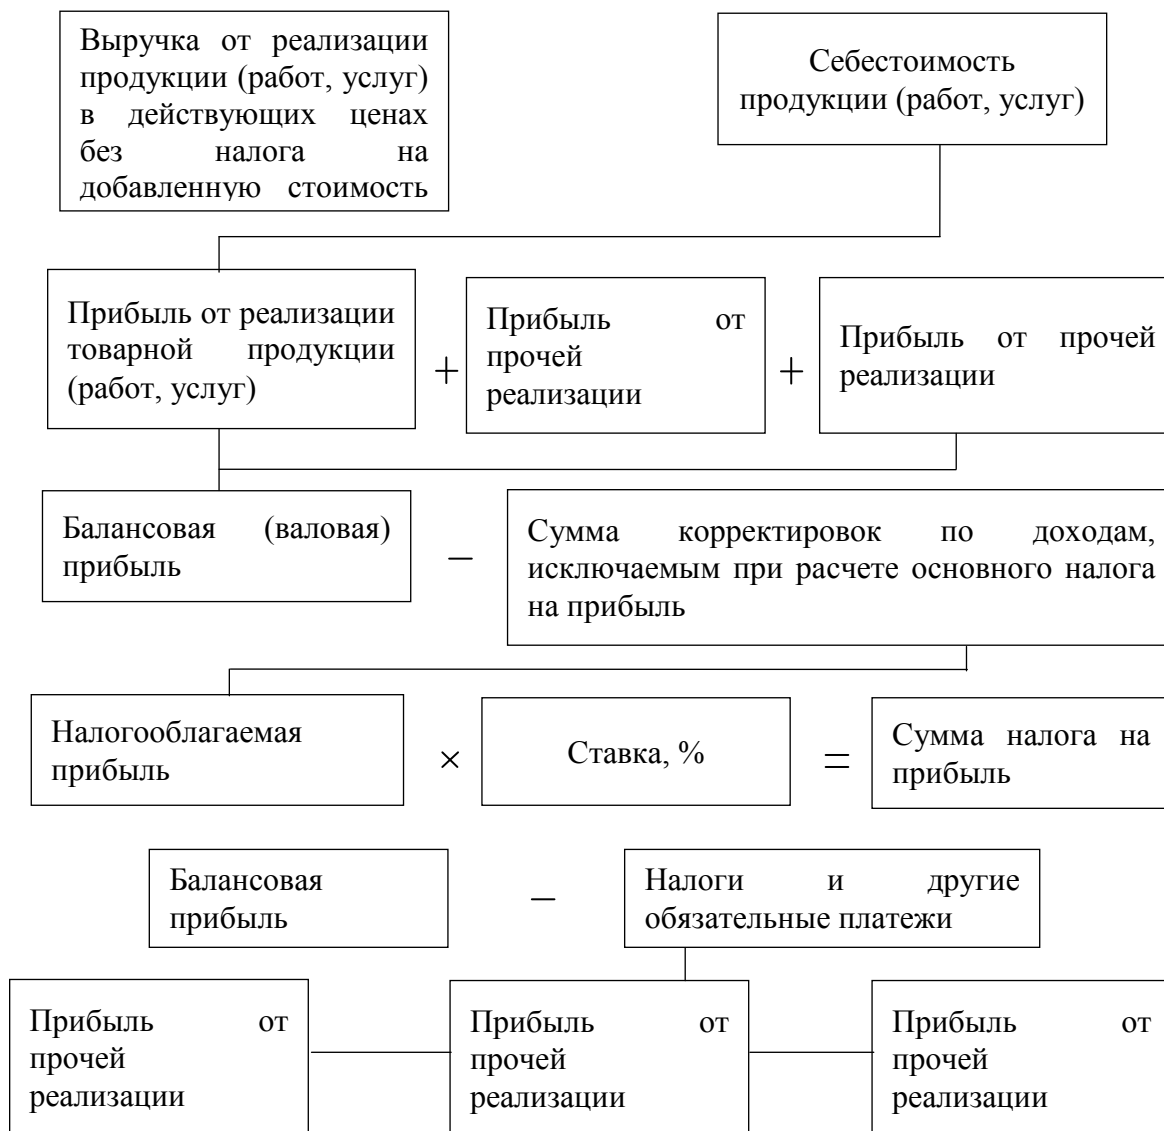 Выручка от реализации
продукции (работ, услуг)
в действующих ценах
без налога на
добавленную стоимость
Себестоимость
продукции (работ, услуг)
Прибыль от реализации
товарной продукции
(работ, услуг)
+
Прибыль от
прочей
реализации
+
Прибыль от прочей
реализации
Балансовая (валовая)
прибыль
−
Сумма корректировок по доходам,
исключаемым при расчете основного налога
на прибыль
Налогооблагаемая
прибыль
×
Ставка, %
=
Сумма налога на
прибыль
Балансовая
прибыль
−
Налоги и другие
обязательные платежи
Прибыль от
прочей
реализации
Прибыль от
прочей
реализации
Прибыль от
прочей
реализации